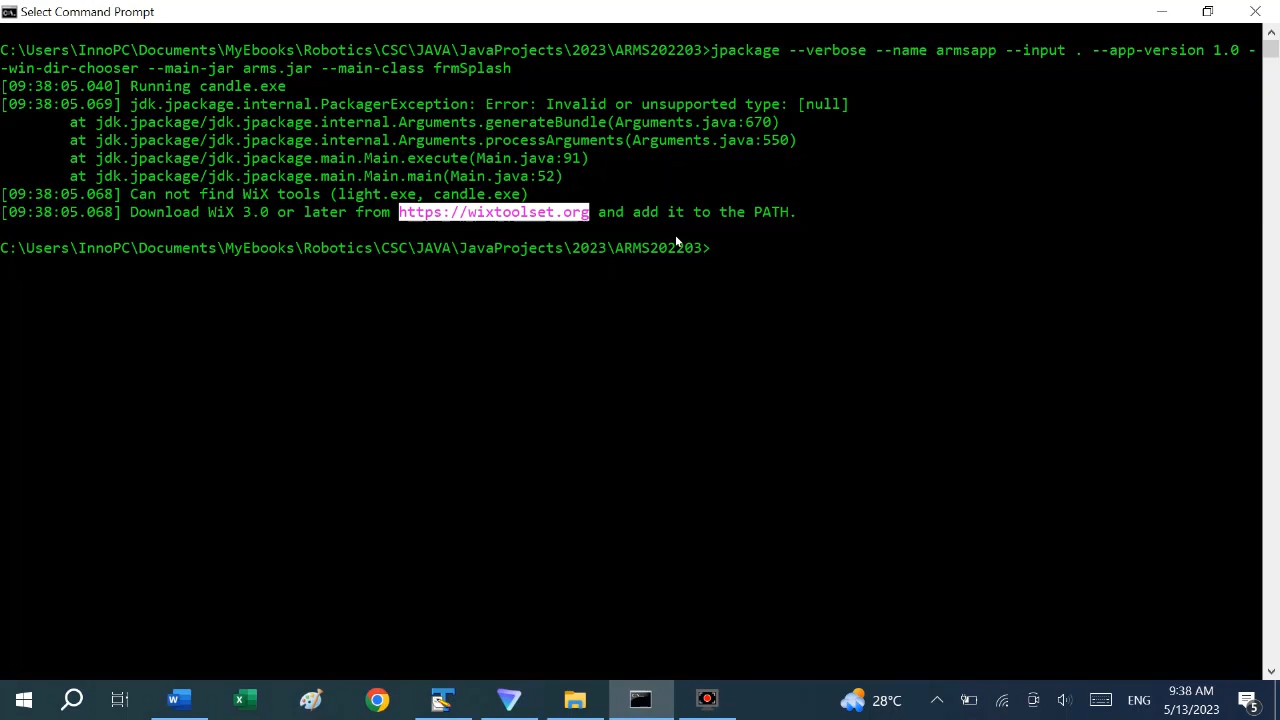 Select Command Prompt
C:\Users\InnoPC\Documents\MyEbooks\Robotics\CSC\JAVA\JavaProjects\2023\ARMS202203>jpackage --verbose --name armsapp --input . --app-version 1.0 -
-win-dir-chooser --main-jar arms.jar --main-class frmSplash
[09:38:05.040] Running candle.exe
[09:38:05.069] jdk.jpackage.internal.PackagerException: Error: Invalid or unsupported type: [null]
at jdk.jpackage/jdk.jpackage.internal.Arguments.generateBundle(Arguments.java:670)
at jdk.jpackage/jdk.jpackage.internal.Arguments.processArguments(Arguments.java:550)
at jdk.jpackage/jdk.jpackage.main.Main.execute(Main.java:91)
at jdk.jpackage/jdk.jpackage.main.Main.main(Main.java:52)
[09:38:05.068] Can not find WiX tools (light.exe, candle.exe)
[09:38:05.068] Download WiX 3.0 or later from https://wixtoolset.org and add it to the PATH.
C:\Users\InnoPC\Documents\MyEbooks\Robotics\CSC\JAVA\JavaProjects\2023\ARMS202203>
28°C
ENG
9:38 AM
5/13/2023
5